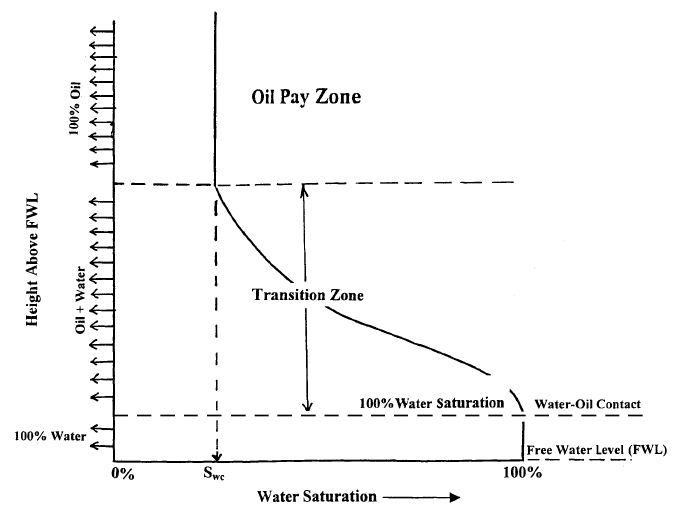 Oil Pay Zone
100% Oil
Height Above FWL
Oil + Water
Transition Zone
100% Water Saturation
Water-Oil Contact
100% Water
Free Water Level (FWL)
0%
Swc
100%
Water Saturation